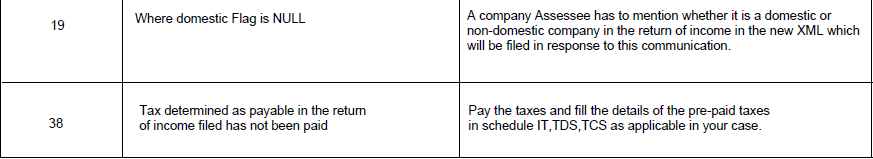 19
Where domestic Flag is NULL
A company Assessee has to mention whether it is a domestic or
non-domestic company in the return of income in the new XML which
will be filed in response to this communication.
38
Tax determined as payable in the return
of income filed has not been paid
Pay the taxes and fill the details of the pre-paid taxes
in schedule IT,TDS,TCS as applicable in your case.